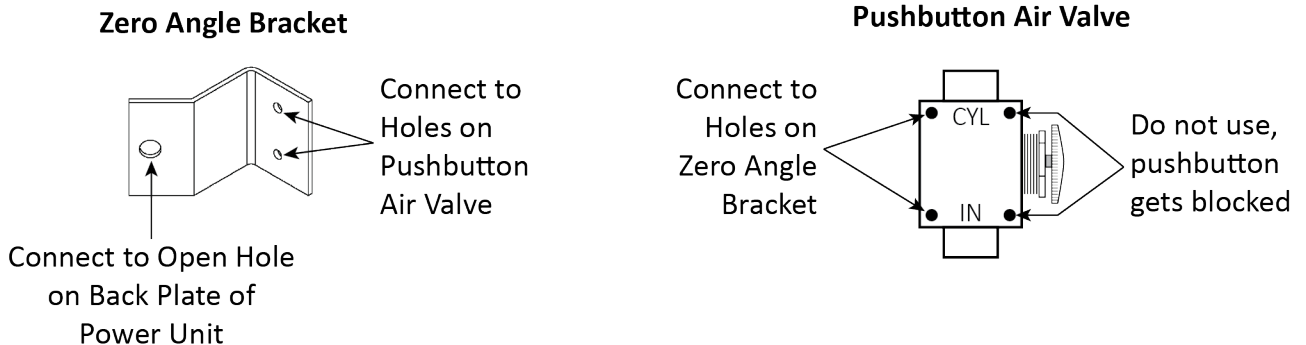 Zero Angle Bracket
Connect to
Holes on
Pushbutton
Air Valve
Connect to Open Hole
on Back Plate of
Power Unit
Pushbutton Air Valve
Connect to
Holes on
Zero Angle
Bracket
CYL
IN
Do not use,
pushbutton
gets blocked